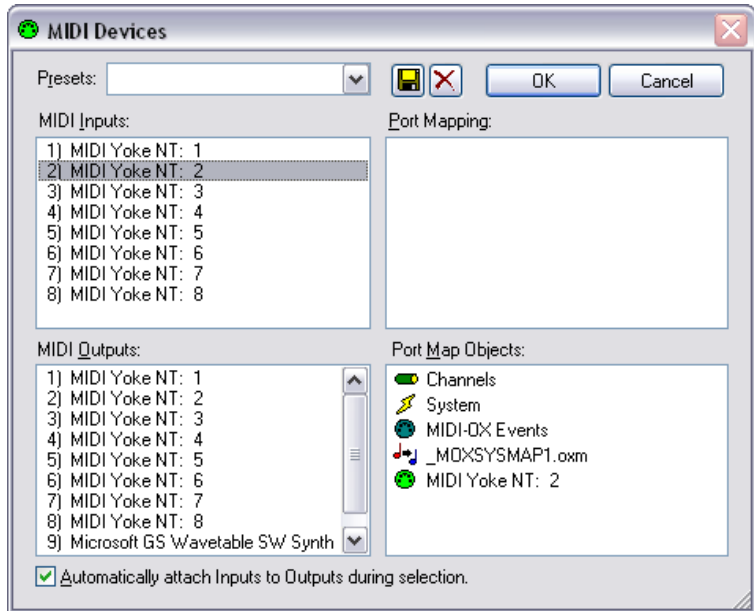 MIDI Devices
Presets:
OK
Cancel
MIDI Inputs:
1) MIDI Yoke NT: 1
2) MIDI Yoke NT: 2
3) MIDI Yoke NT: 3
4) MIDI Yoke NT: 4
5) MIDI Yoke NT: 5
6) MIDI Yoke NT: 6
7) MIDI Yoke NT: 7
8) MIDI Yoke NT: 8
Port Mapping:
MIDI Outputs:
1) MIDI Yoke NT: 1
2) MIDI Yoke NT: 2
3) MIDI Yoke NT: 3
4) MIDI Yoke NT: 4
5) MIDI Yoke NT: 5
6) MIDI Yoke NT: 6
7) MIDI Yoke NT: 7
8) MIDI Yoke NT: 8
9) Microsoft GS Wavetable SW Synth
Port Map Objects:
Channels
System
MIDI-OX Events
_MOXSYSMAP1.oxm
MIDI Yoke NT: 2
Automatically attach Inputs to Outputs during selection.